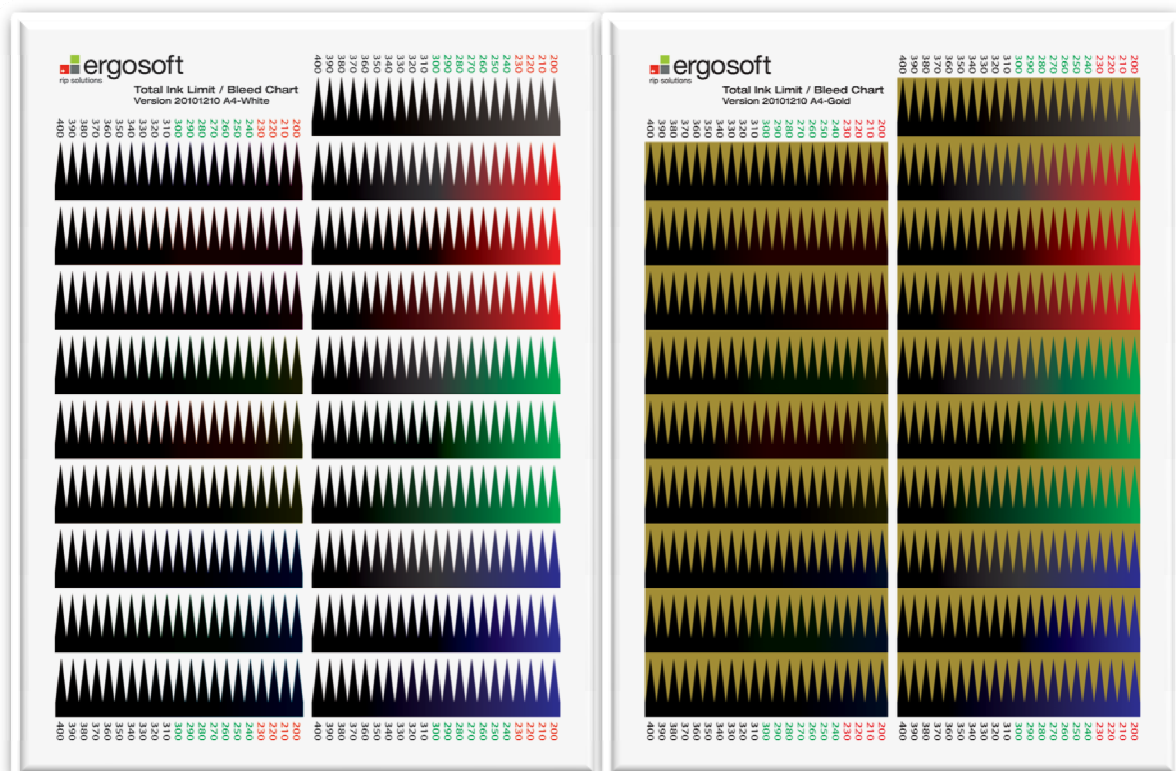 ergosoft
rip solutions
Total Ink Limit / Bleed Chart
Version 20101210 A4-White
400 390 380 370 360 350 340 330 320 310 300 290 280 270 260 250 240 230 220 210 200
400 390 380 370 360 350 340 330 320 310 300 290 280 270 260 250 240 230 220 210 200
400 390 380 370 360 350 340 330 320 310 300 290 280 270 260 250 240 230 220 210 200
400 390 380 370 360 350 340 330 320 310 300 290 280 270 260 250 240 230 220 210 200
ergosoft
rip solutions
Total Ink Limit / Bleed Chart
Version 20101210 A4-Gold
400 390 380 370 360 350 340 330 320 310 300 290 280 270 260 250 240 230 220 210 200
400 390 380 370 360 350 340 330 320 310 300 290 280 270 260 250 240 230 220 210 200
400 390 380 370 360 350 340 330 320 310 300 290 280 270 260 250 240 230 220 210 200
400 390 380 370 360 350 340 330 320 310 300 290 280 270 260 250 240 230 220 210 200